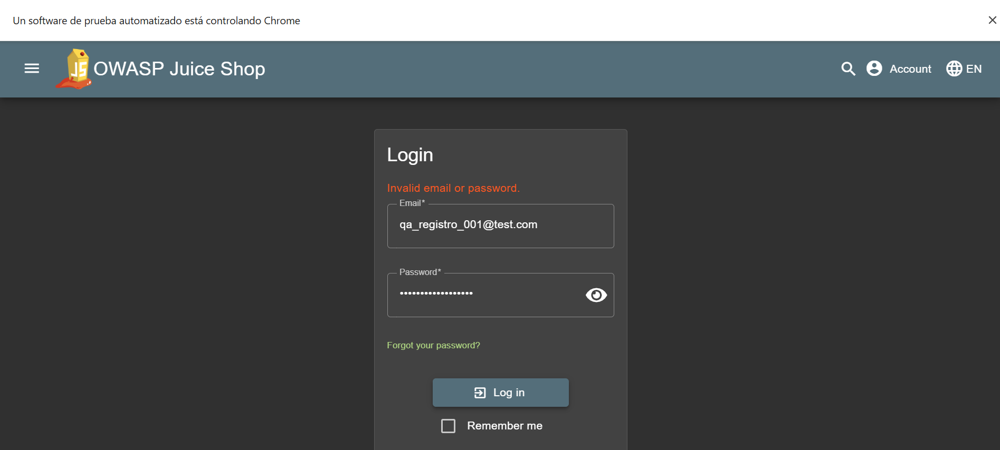 Un software de prueba automatizado está controlando Chrome
JS
OWASP Juice Shop
Account
EN
Login
Invalid email or password.
Email*
qa_registro_001@test.com
Password*
••••••••••••••••••
Forgot your password?
Log in
Remember me